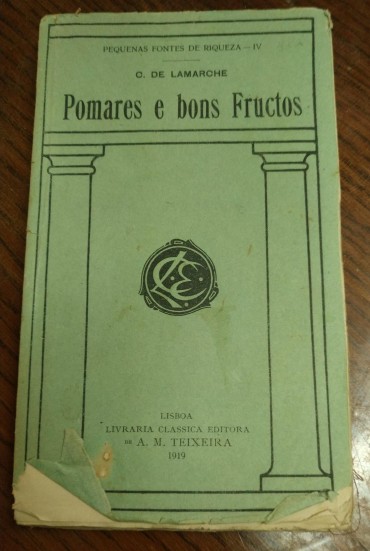 PEQUENAS FONTES DE RIQUEZA — IV
C. DE LAMARCHE
Pomares e bons Fructos
LISBOA
LIVRARIA CLASSICA EDITORA
DE A. M. TEIXEIRA
1919